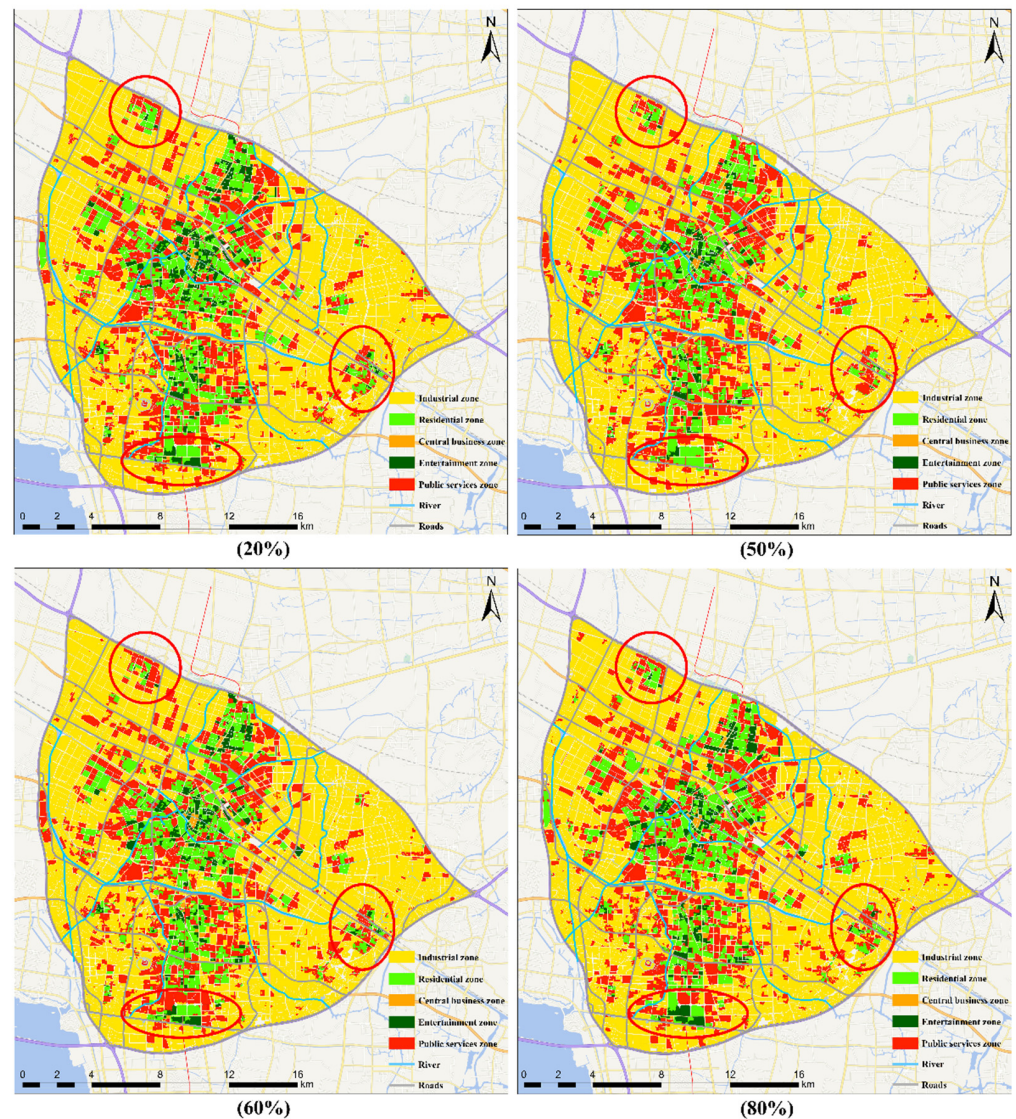 N
N
Industrial zone
Residential zone
Central business zone
Entertainment zone
Public services zone
River
Roads
0 2 4 8 12 16
km
(20%)
Industrial zone
Residential zone
Central business zone
Entertainment zone
Public services zone
River
Roads
0 2 4 8 12 16
km
(50%)
N
N
Industrial zone
Residential zone
Central business zone
Entertainment zone
Public services zone
River
Roads
0 2 4 8 12 16
km
(60%)
Industrial zone
Residential zone
Central business zone
Entertainment zone
Public services zone
River
Roads
0 2 4 8 12 16
km
(80%)